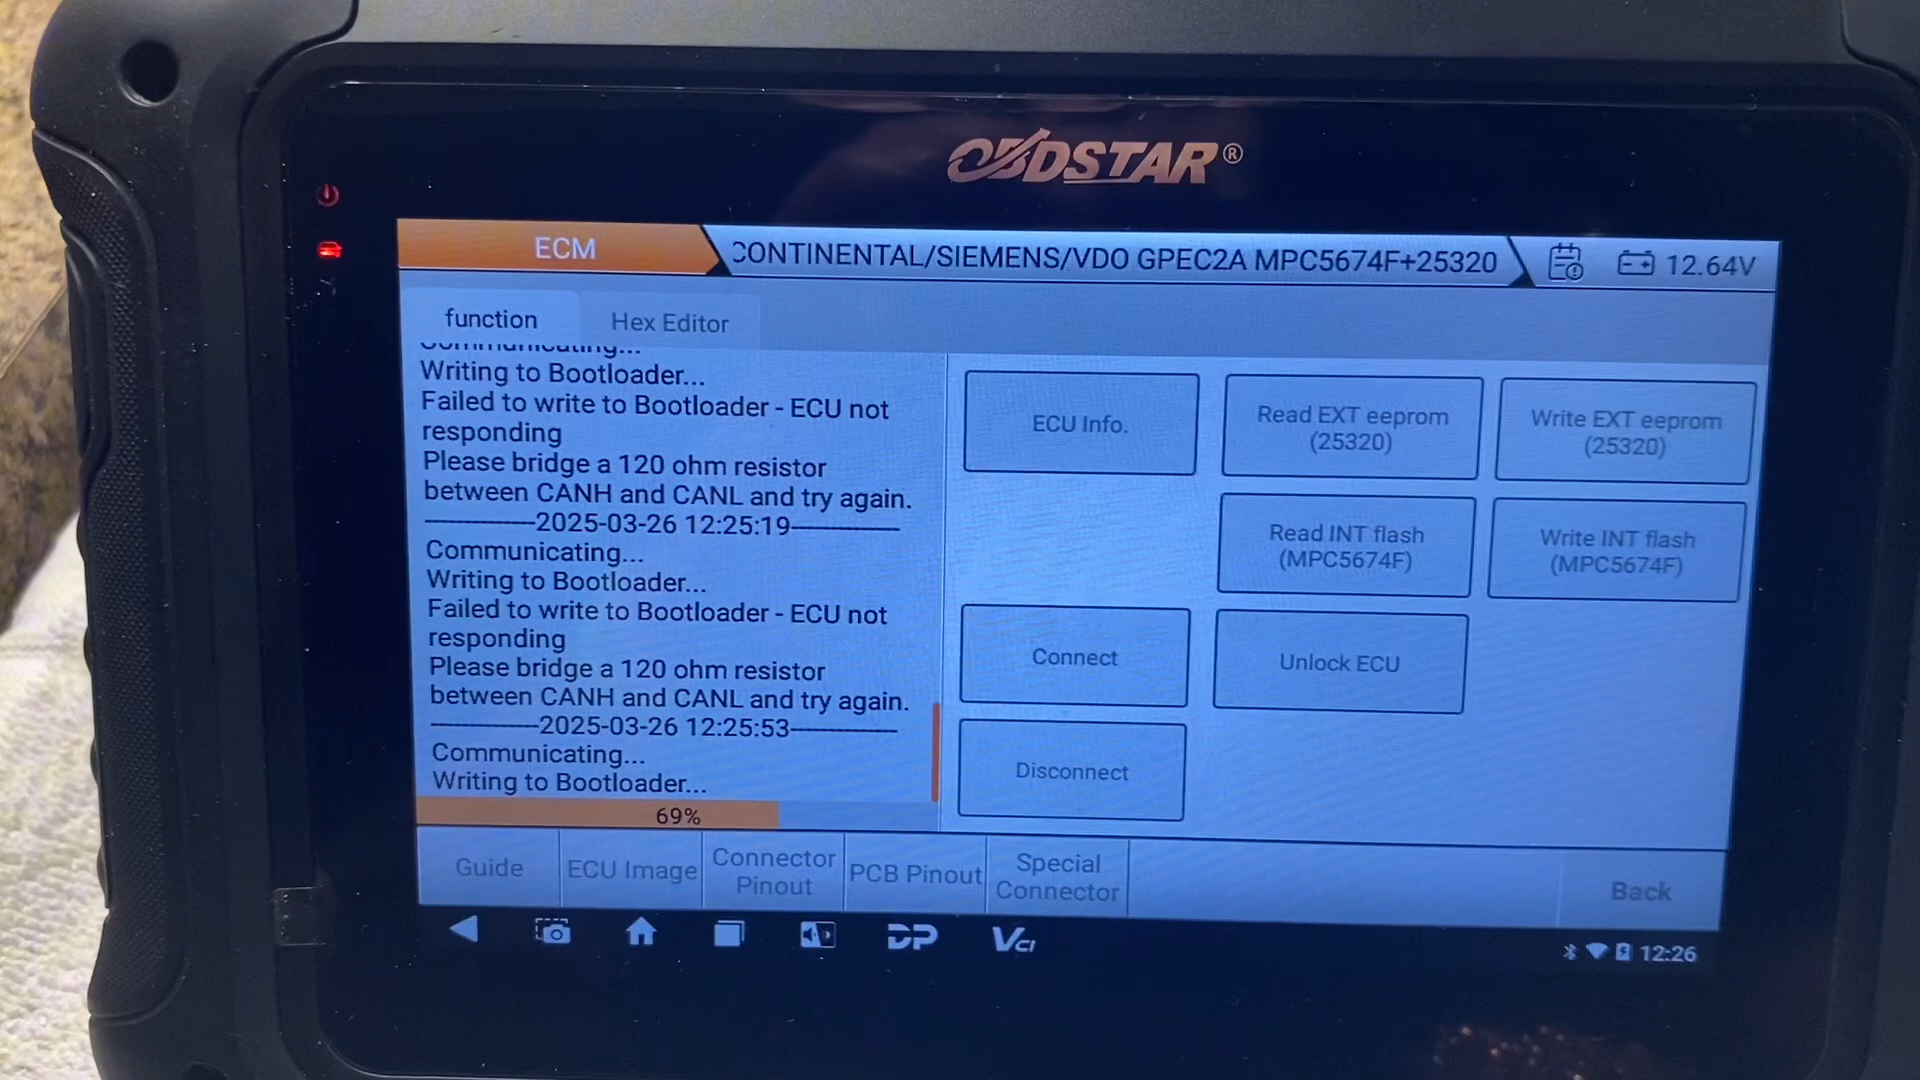 OBDSTAR®
ECM
CONTINENTAL/SIEMENS/VDO GPEC2A MPC5674F+25320
12.64V
function
Hex Editor
Communicating...
Writing to Bootloader...
Failed to write to Bootloader - ECU not
responding
Please bridge a 120 ohm resistor
between CANH and CANL and try again.
---------------2025-03-26 12:25:19---------------
Communicating...
Writing to Bootloader...
Failed to write to Bootloader - ECU not
responding
Please bridge a 120 ohm resistor
between CANH and CANL and try again.
---------------2025-03-26 12:25:53---------------
Communicating...
Writing to Bootloader...
69%
ECU Info.
Read EXT eeprom
(25320)
Write EXT eeprom
(25320)
Read INT flash
(MPC5674F)
Write INT flash
(MPC5674F)
Connect
Unlock ECU
Disconnect
Guide
ECU Image
Connector
Pinout
PCB Pinout
Special
Connector
Back
DP
VCI
12:26